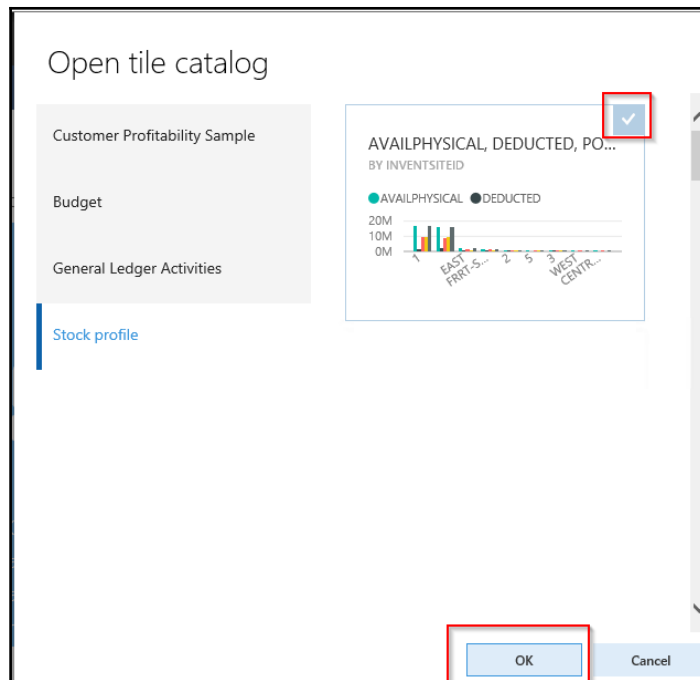 Open tile catalog
Customer Profitability Sample
Budget
General Ledger Activities
Stock profile
AVAILPHYSICAL, DEDUCTED, PO...
BY INVENTSITEID
AVAILPHYSICAL DEDUCTED
20M
10M
0M
1 EAST FRRT-S... 2 5 3 WEST CENTR...
OK Cancel